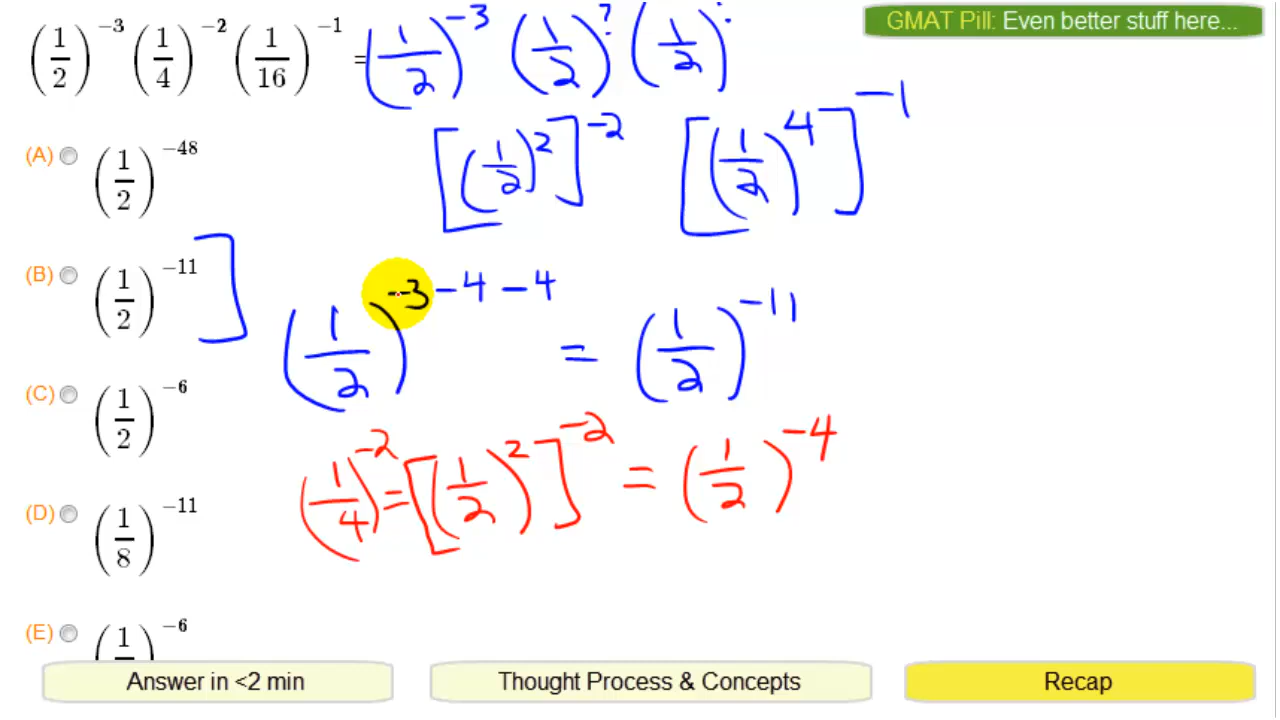 GMAT Pill: Even better stuff here...
(1/2)^−3 (1/4)^−2 (1/16)^−1 = (1/2)^−3 (1/2)^? (1/2)
[(1/2)^2]^−2 [(1/2)^4]^−1
(A) (1/2)^−48
(B) (1/2)^−11 ]
(1/2)^−3−4−4 = (1/2)^−11
(C) (1/2)^−6
(1/4)^−2 = [(1/2)^2]^−2 = (1/2)^−4
(D) (1/8)^−11
(E) (1/ )^−6
Answer in <2 min
Thought Process & Concepts
Recap